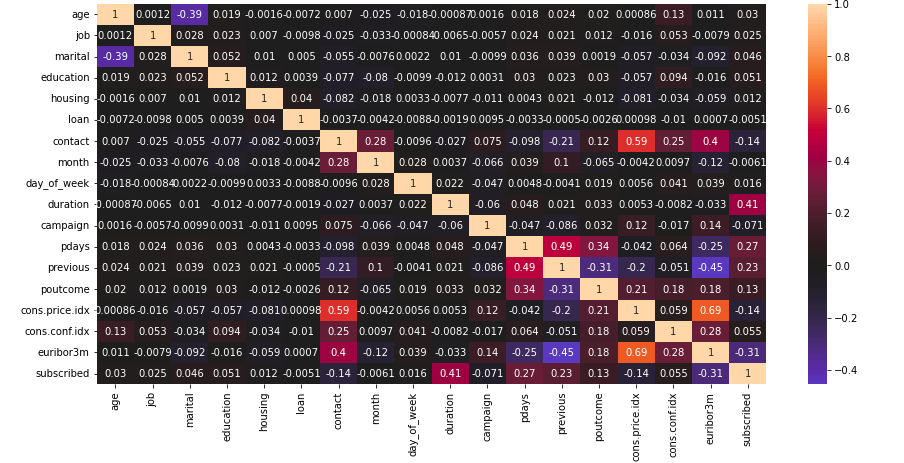 age 1 0.0012 -0.39 0.019 -0.0016 -0.0072 0.007 -0.025 -0.018 -0.00087 0.0016 0.018 0.024 0.02 0.00086 0.13 0.011 0.03
job 0.0012 1 0.028 0.023 0.007 -0.0098 -0.025 -0.033 -0.00084 -0.0065 -0.0057 0.024 0.021 0.012 -0.016 0.053 -0.0079 0.025
marital -0.39 0.028 1 0.052 0.01 0.005 -0.055 -0.0076 0.0022 0.01 -0.0099 0.036 0.039 0.0019 -0.057 -0.034 -0.092 0.046
education 0.019 0.023 0.052 1 0.012 0.0039 -0.077 -0.08 -0.0099 -0.012 0.0031 0.03 0.023 0.03 -0.057 0.094 -0.016 0.051
housing -0.0016 0.007 0.01 0.012 1 0.04 -0.082 -0.018 0.0033 -0.0077 -0.011 0.0043 0.021 -0.012 -0.081 -0.034 -0.059 0.012
loan -0.0072 -0.0098 0.005 0.0039 0.04 1 -0.0037 -0.0042 -0.0088 -0.0019 0.0095 -0.0033 -0.0005 -0.0026 -0.00098 -0.01 0.0007 -0.0051
contact 0.007 -0.025 -0.055 -0.077 -0.082 -0.0037 1 0.28 -0.0096 -0.027 0.075 -0.098 -0.21 0.12 0.59 0.25 0.4 -0.14
month -0.025 -0.033 -0.0076 -0.08 -0.018 -0.0042 0.28 1 0.028 0.0037 -0.066 0.039 0.1 -0.065 -0.0042 0.0097 -0.12 -0.0061
day_of_week -0.018 -0.00084 0.0022 -0.0099 0.0033 -0.0088 -0.0096 0.028 1 0.022 -0.047 0.0048 -0.0041 0.019 0.0056 0.041 0.039 0.016
duration -0.00087 -0.0065 0.01 -0.012 -0.0077 -0.0019 -0.027 0.0037 0.022 1 -0.06 0.048 0.021 0.033 0.0053 -0.0082 -0.033 0.41
campaign 0.0016 -0.0057 -0.0099 0.0031 -0.011 0.0095 0.075 -0.066 -0.047 -0.06 1 -0.047 -0.086 0.032 0.12 -0.017 0.14 -0.071
pdays 0.018 0.024 0.036 0.03 0.0043 -0.0033 -0.098 0.039 0.0048 0.048 -0.047 1 0.49 0.34 -0.042 0.064 -0.25 0.27
previous 0.024 0.021 0.039 0.023 0.021 -0.0005 -0.21 0.1 -0.0041 0.021 -0.086 0.49 1 -0.31 -0.2 -0.051 -0.45 0.23
poutcome 0.02 0.012 0.0019 0.03 -0.012 -0.0026 0.12 -0.065 0.019 0.033 0.032 0.34 -0.31 1 0.21 0.18 0.18 0.13
cons.price.idx 0.00086 -0.016 -0.057 -0.057 -0.081 0.00098 0.59 -0.0042 0.0056 0.0053 0.12 -0.042 -0.2 0.21 1 0.059 0.69 -0.14
cons.conf.idx 0.13 0.053 -0.034 0.094 -0.034 -0.01 0.25 0.0097 0.041 -0.0082 -0.017 0.064 -0.051 0.18 0.059 1 0.28 0.055
euribor3m 0.011 -0.0079 -0.092 -0.016 -0.059 0.0007 0.4 -0.12 0.039 -0.033 0.14 -0.25 -0.45 0.18 0.69 0.28 1 -0.31
subscribed 0.03 0.025 0.046 0.051 0.012 -0.0051 -0.14 -0.0061 0.016 0.41 -0.071 0.27 0.23 0.13 -0.14 0.055 -0.31 1
age job marital education housing loan contact month day_of_week duration campaign pdays previous poutcome cons.price.idx cons.conf.idx euribor3m subscribed
1.0
0.8
0.6
0.4
0.2
0.0
−0.2
−0.4